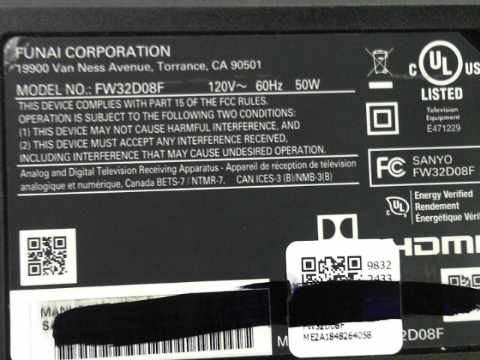 FUNAI CORPORATION
19900 Van Ness Avenue, Torrance, CA 90501
MODEL NO.: FW32D08F 120V~ 60Hz 50W
THIS DEVICE COMPLIES WITH PART 15 OF THE FCC RULES.
OPERATION IS SUBJECT TO THE FOLLOWING TWO CONDITIONS:
(1) THIS DEVICE MAY NOT CAUSE HARMFUL INTERFERENCE, AND
(2) THIS DEVICE MUST ACCEPT ANY INTERFERENCE RECEIVED,
INCLUDING INTERFERENCE THAT MAY CAUSE UNDESIRED OPERATION.
Analog and Digital Television Receiving Apparatus - Appareil de réception de télévision
analogique et numérique, Canada BETS-7 / NTMR-7. CAN ICES-3 (B)/NMB-3(B)
C UL US
LISTED
Television
Equipment
E471229
FC SANYO
FW32D08F
C UL Energy Verified
Rendement
Énergétique Vérifié
HDMI
9832
2433
FW32D08F
ME2A1848264058
MANU
SA
M
FW32D08F